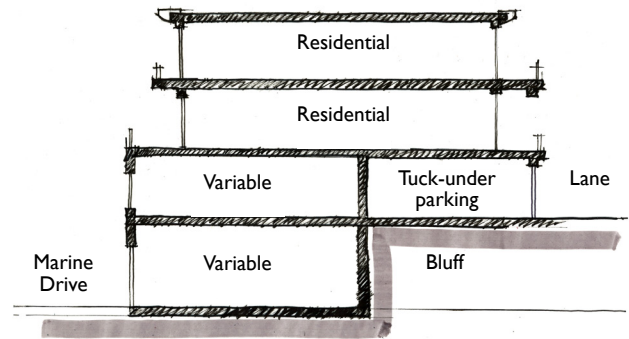 Residential
Residential
Variable
Tuck-under
parking
Lane
Marine
Drive
Variable
Bluff